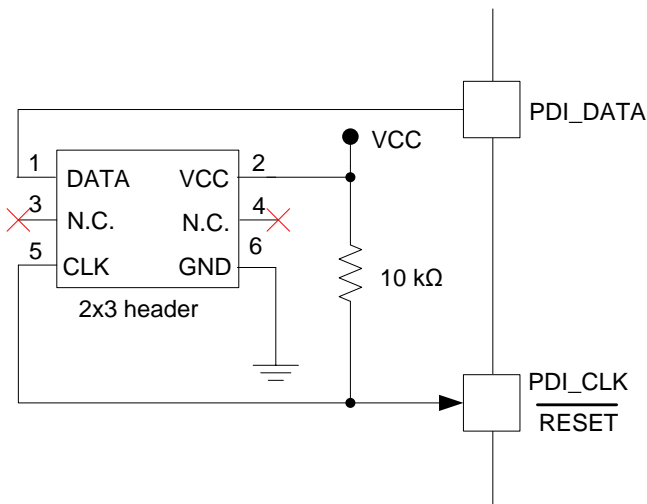 PDI_DATA
VCC
1
2
DATA
VCC
3
4
N.C.
N.C.
5
6
CLK
GND
10 kΩ
2x3 header
PDI_CLK
RESET